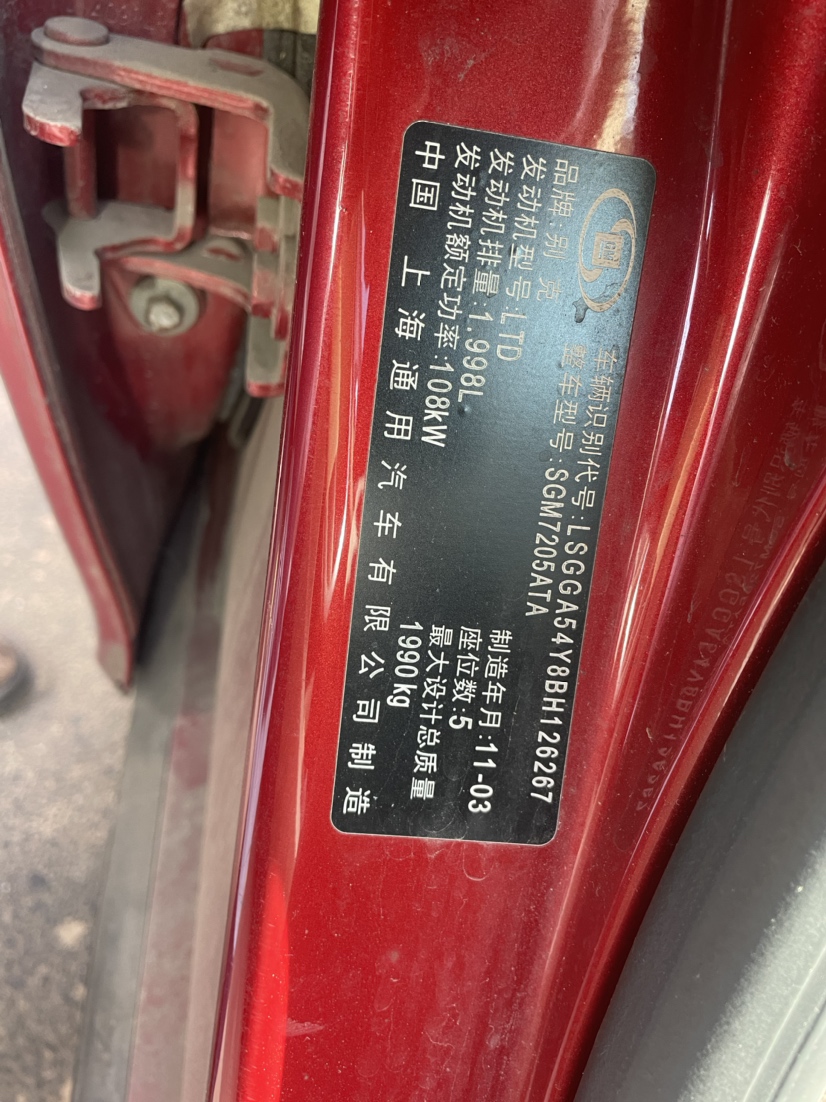 车辆识别代号:LSGGA54Y8BH126267
整车型号:SGM7205ATA
品牌:别 克
发动机型号:LTD
制造年月:11-03
发动机排量:1.998L
座位数:5
发动机额定功率:108kW
最大设计总质量
1990kg
中国 上海通用汽车有限公司制造